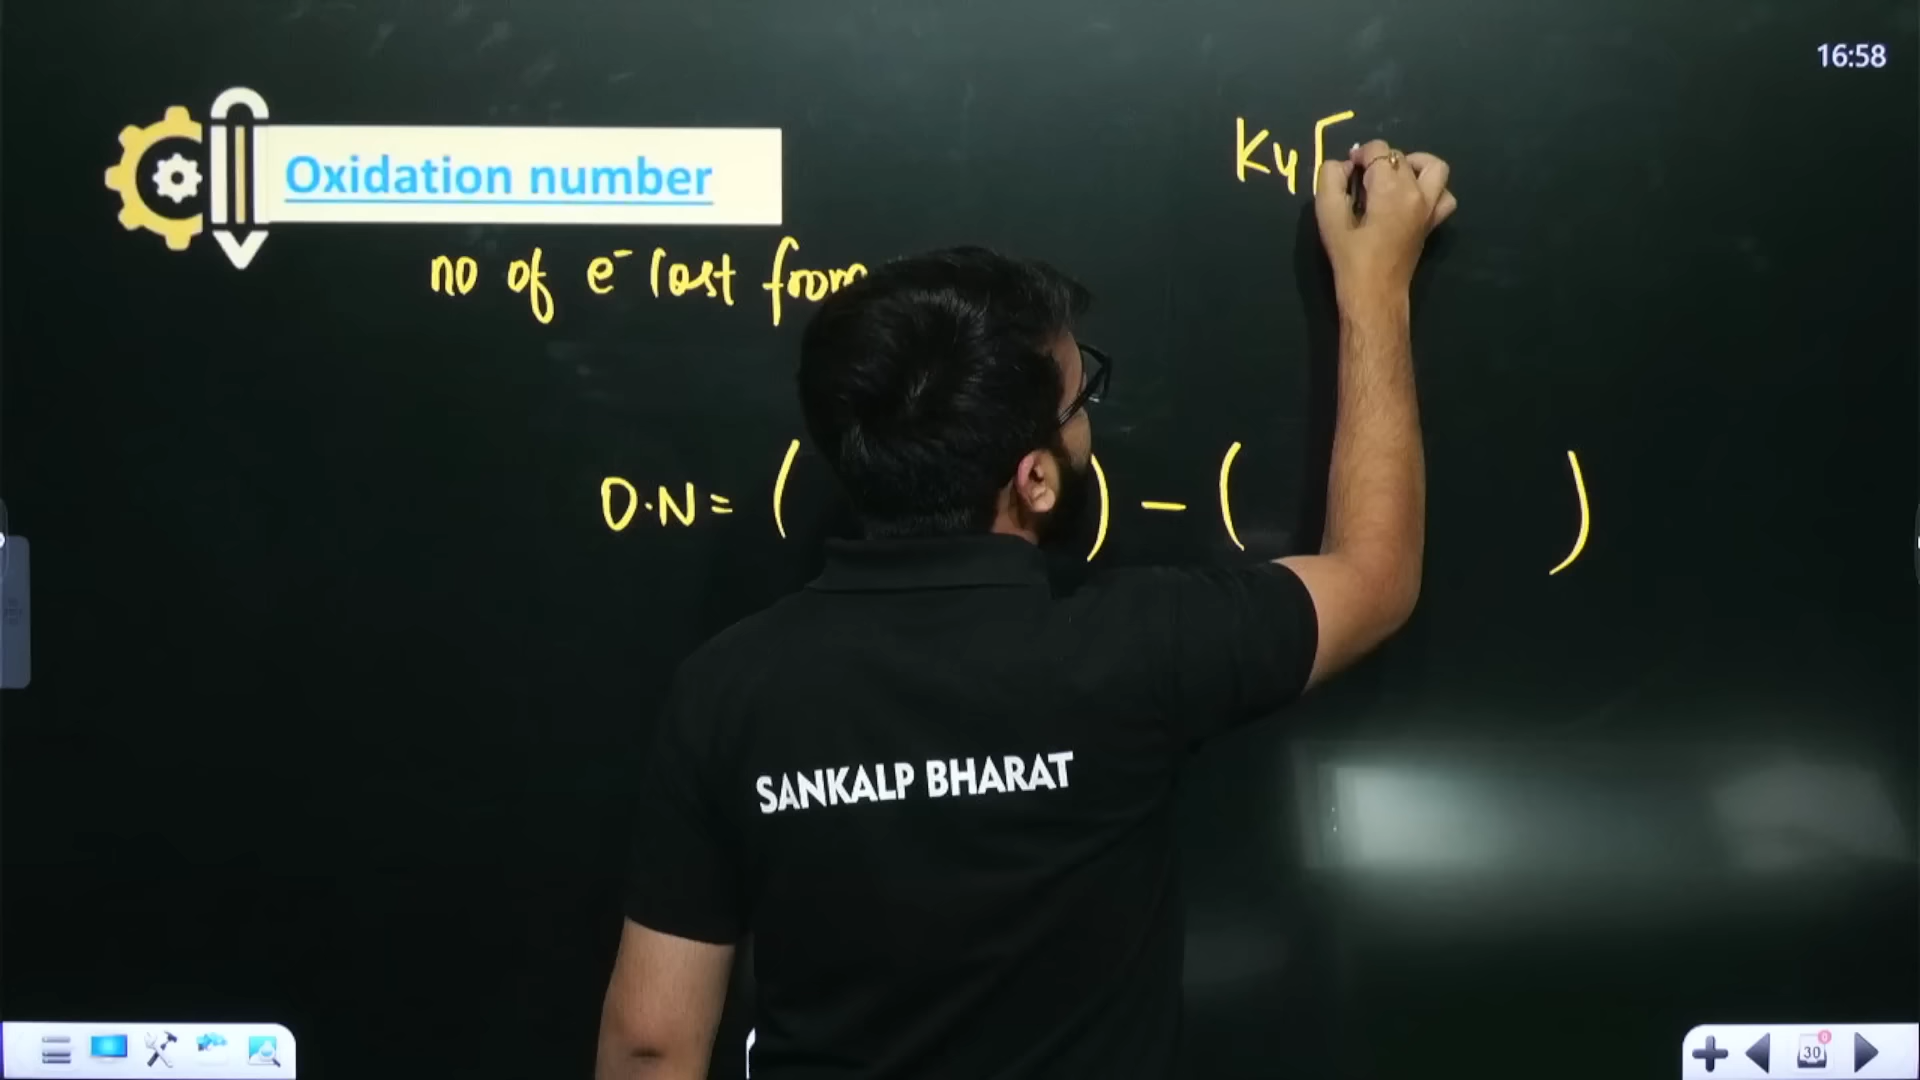 16:58
Oxidation number
K4[
no of e⁻ lost from
O.N = ( ) - ( )
SANKALP BHARAT
30